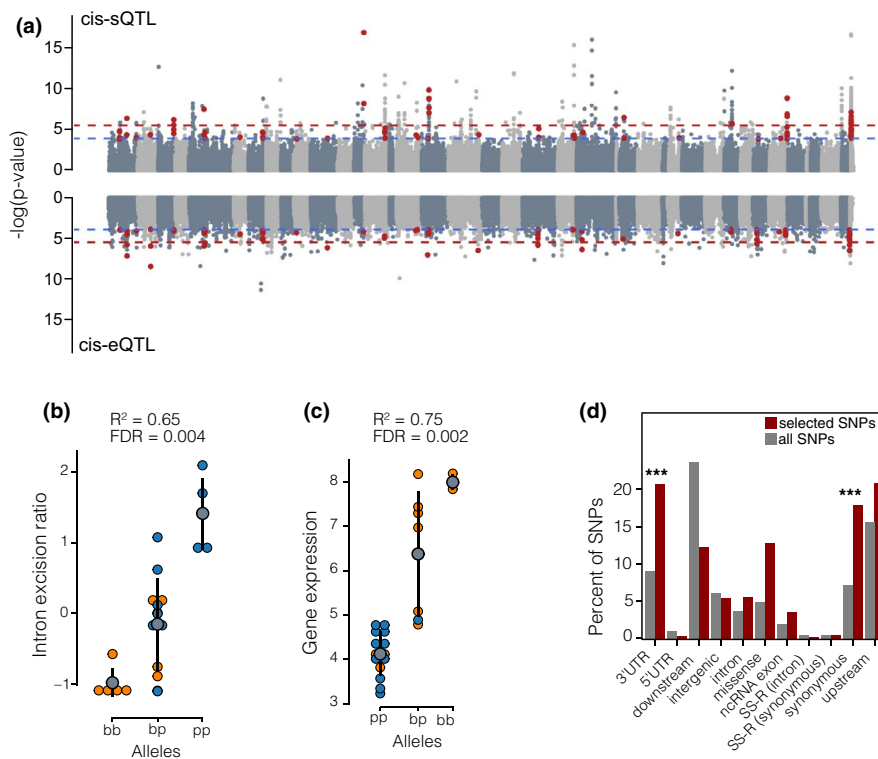 (a)
cis-sQTL
15
10
5
0
0
5
10
15
-log(p-value)
cis-eQTL
(b)
R² = 0.65
FDR = 0.004
2
1
0
-1
Intron excision ratio
bb bp pp
Alleles
(c)
R² = 0.75
FDR = 0.002
8
7
6
5
4
3
Gene expression
pp bp bb
Alleles
(d)
selected SNPs
all SNPs
***
***
20
15
10
5
0
Percent of SNPs
3'UTR
5'UTR
downstream
intergenic
intron
missense
ncRNA exon
SS-R (intron)
SS-R (synonymous)
synonymous
upstream